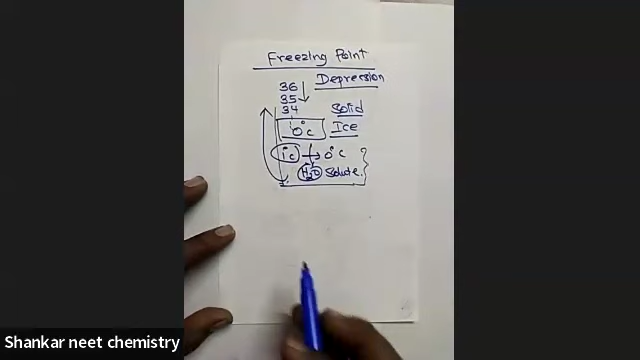 Freezing Point
Depression
36
35
34
Solid
0°C
Ice
1°C → 0°C
H₂O Solute.
Shankar neet chemistry